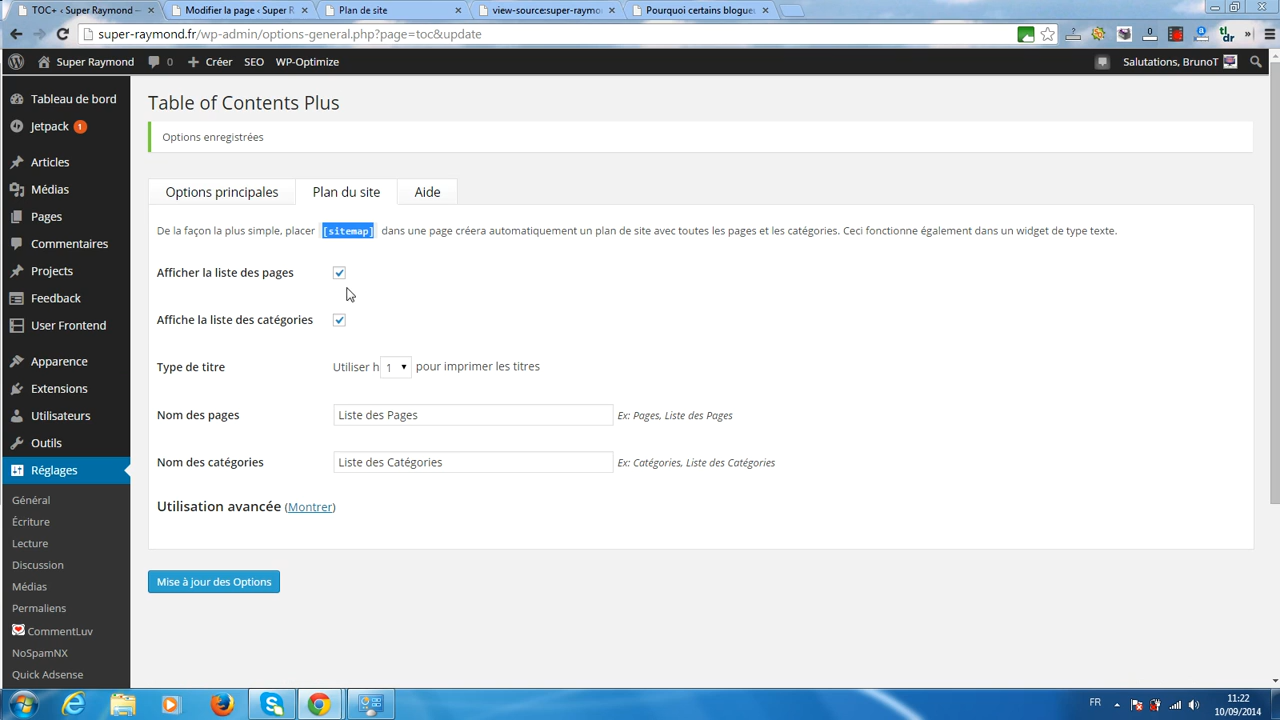 TOC+ ‹ Super Raymond —
Modifier la page ‹ Super R
Plan de site
view-source:super-raymo
Pourquoi certains blogue
super-raymond.fr/wp-admin/options-general.php?page=toc&update
Super Raymond
0
Créer
SEO
WP-Optimize
Salutations, BrunoT
Tableau de bord
Jetpack 1
Articles
Médias
Pages
Commentaires
Projects
Feedback
User Frontend
Apparence
Extensions
Utilisateurs
Outils
Réglages
Général
Écriture
Lecture
Discussion
Médias
Permaliens
CommentLuv
NoSpamNX
Quick Adsense
Table of Contents Plus
Options enregistrées
Options principales
Plan du site
Aide
De la façon la plus simple, placer [sitemap] dans une page créera automatiquement un plan de site avec toutes les pages et les catégories. Ceci fonctionne également dans un widget de type texte.
Afficher la liste des pages
Affiche la liste des catégories
Type de titre
Utiliser h 1 pour imprimer les titres
Nom des pages
Liste des Pages
Ex: Pages, Liste des Pages
Nom des catégories
Liste des Catégories
Ex: Catégories, Liste des Catégories
Utilisation avancée (Montrer)
Mise à jour des Options
FR
11:22
10/09/2014